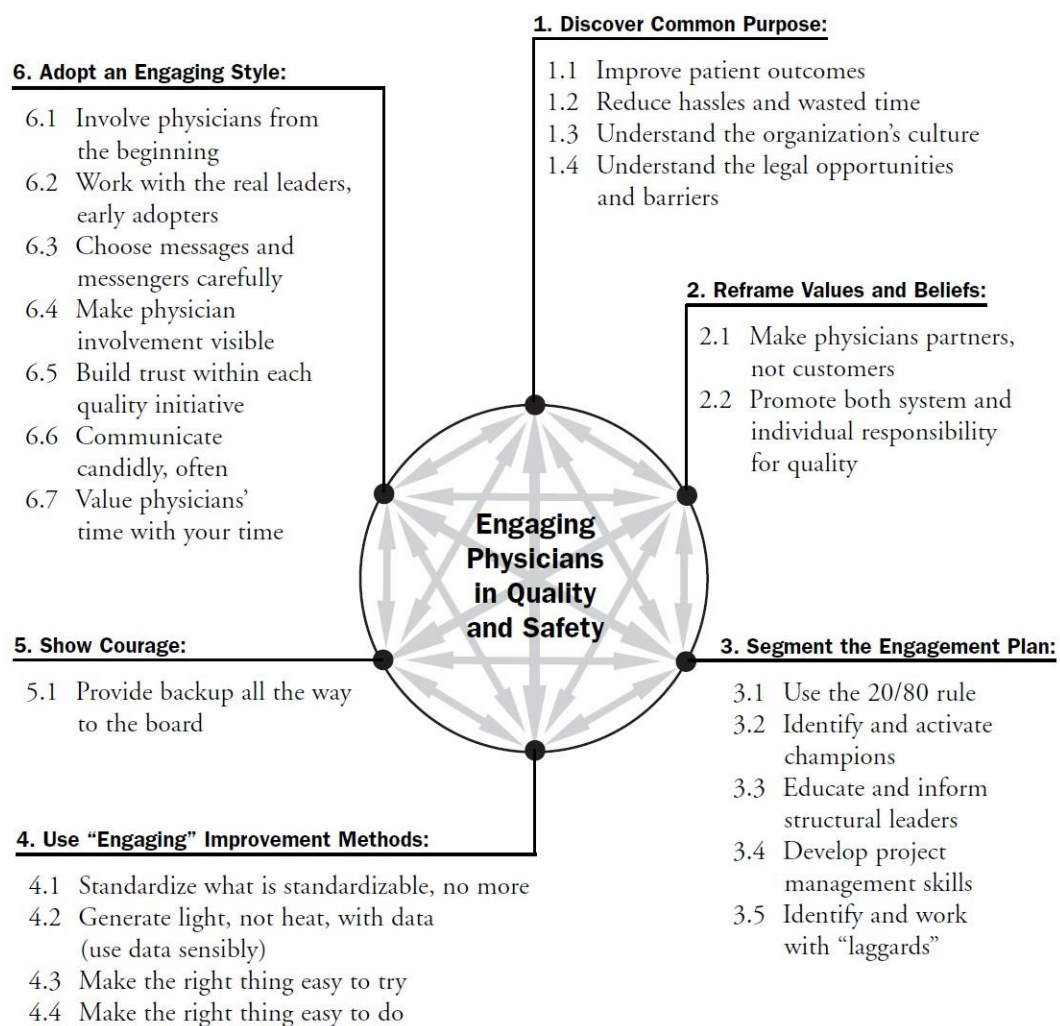 1. Discover Common Purpose:
1.1 Improve patient outcomes
1.2 Reduce hassles and wasted time
1.3 Understand the organization’s culture
1.4 Understand the legal opportunities
and barriers
2. Reframe Values and Beliefs:
2.1 Make physicians partners,
not customers
2.2 Promote both system and
individual responsibility
for quality
3. Segment the Engagement Plan:
3.1 Use the 20/80 rule
3.2 Identify and activate
champions
3.3 Educate and inform
structural leaders
3.4 Develop project
management skills
3.5 Identify and work
with “laggards”
4. Use “Engaging” Improvement Methods:
4.1 Standardize what is standardizable, no more
4.2 Generate light, not heat, with data
(use data sensibly)
4.3 Make the right thing easy to try
4.4 Make the right thing easy to do
5. Show Courage:
5.1 Provide backup all the way
to the board
6. Adopt an Engaging Style:
6.1 Involve physicians from
the beginning
6.2 Work with the real leaders,
early adopters
6.3 Choose messages and
messengers carefully
6.4 Make physician
involvement visible
6.5 Build trust within each
quality initiative
6.6 Communicate
candidly, often
6.7 Value physicians’
time with your time
Engaging
Physicians
in Quality
and Safety